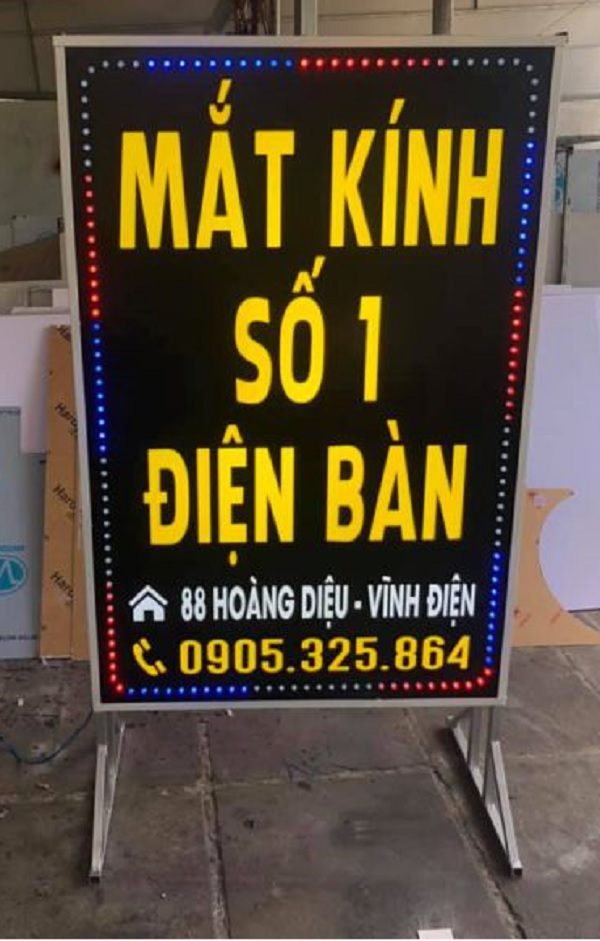 MẮT KÍNH
SỐ 1
ĐIỆN BÀN
88 HOÀNG DIỆU - VĨNH ĐIỆN
0905.325.864